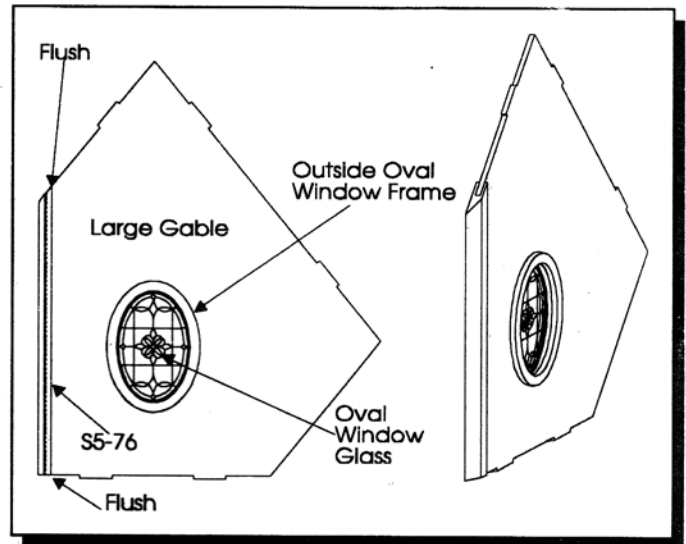 Flush
Outside Oval
Window Frame
Large Gable
Oval
Window
Glass
S5-76
Flush